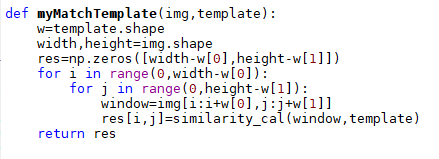 def myMatchTemplate(img,template):
    w=template.shape
    width,height=img.shape
    res=np.zeros([width-w[0],height-w[1]])
    for i in range(0,width-w[0]):
        for j in range(0,height-w[1]):
            window=img[i:i+w[0],j:j+w[1]]
            res[i,j]=similarity_cal(window,template)
    return res